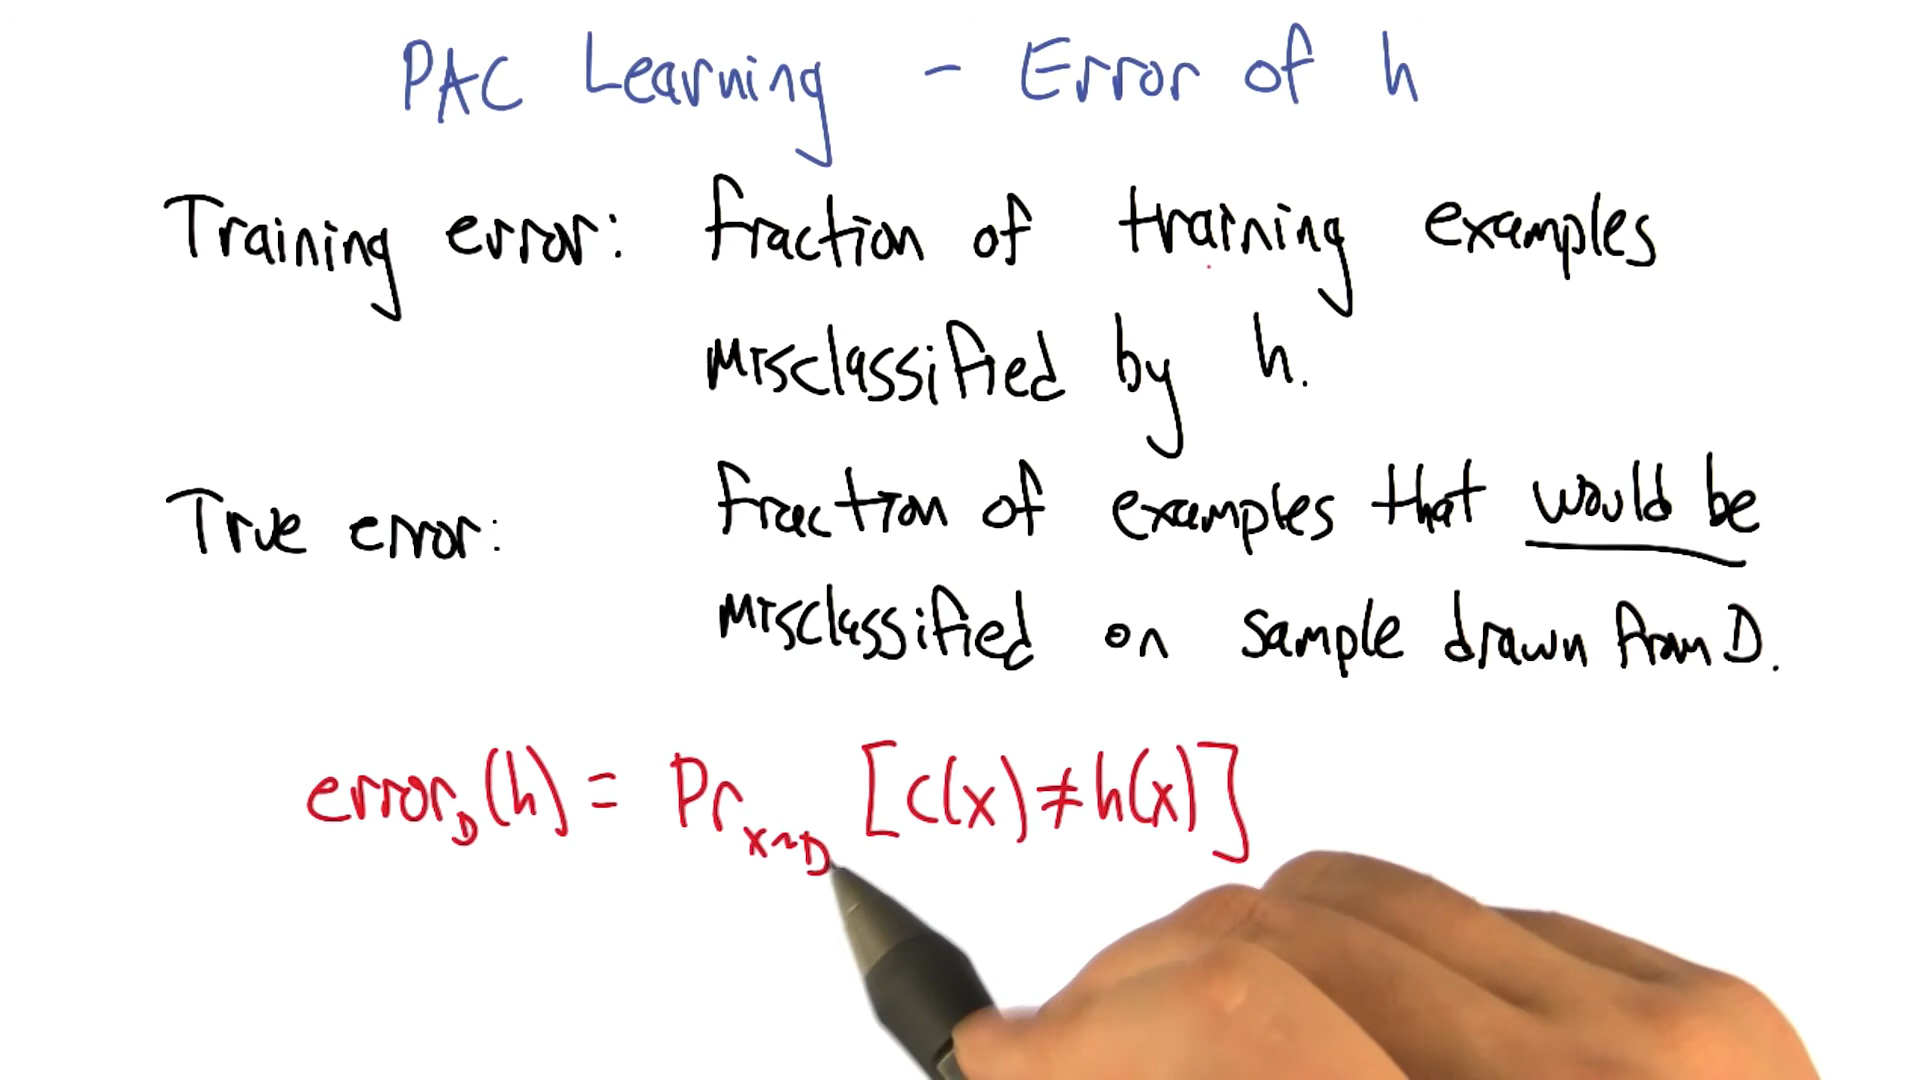 PAC Learning - Error of h
Training error: fraction of training examples
misclassified by h.
True error: fraction of examples that would be
misclassified on sample drawn from D.
error_D(h) = Pr_x~D [c(x)≠h(x)]